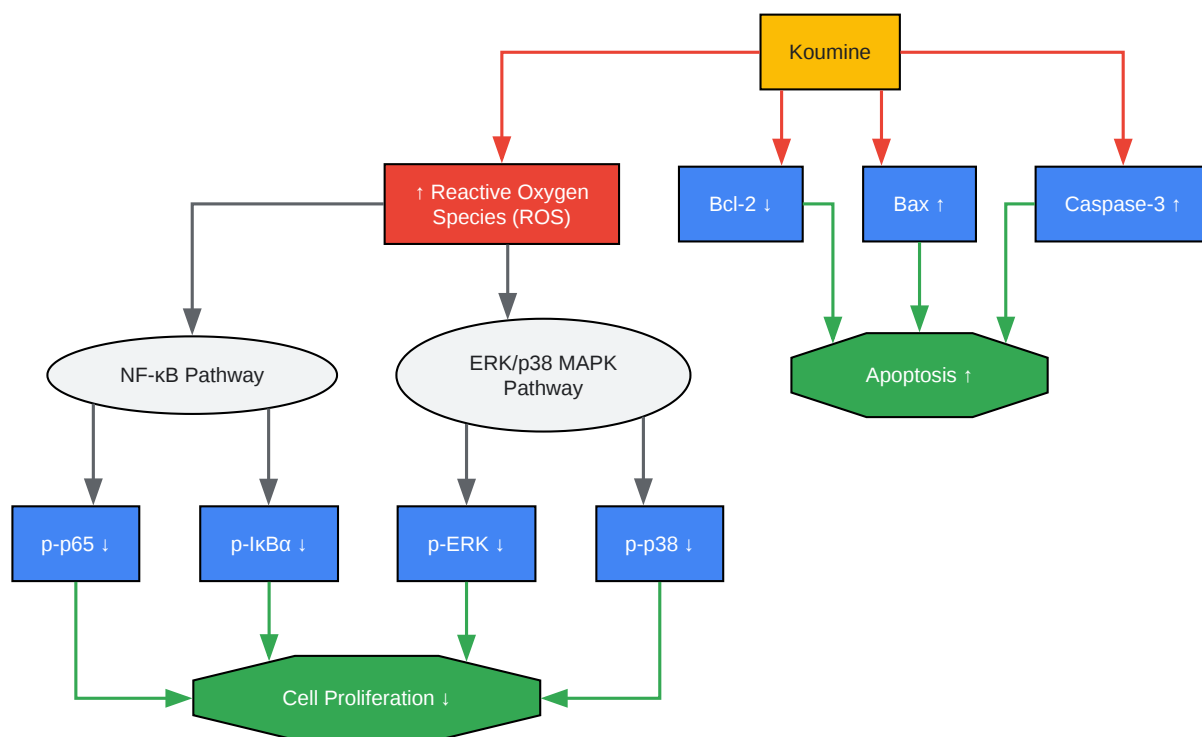 Koumine
↑ Reactive Oxygen
Species (ROS)
Bcl-2 ↓
Bax ↑
Caspase-3 ↑
NF-κB Pathway
ERK/p38 MAPK
Pathway
Apoptosis ↑
p-p65 ↓
p-IκBα ↓
p-ERK ↓
p-p38 ↓
Cell Proliferation ↓